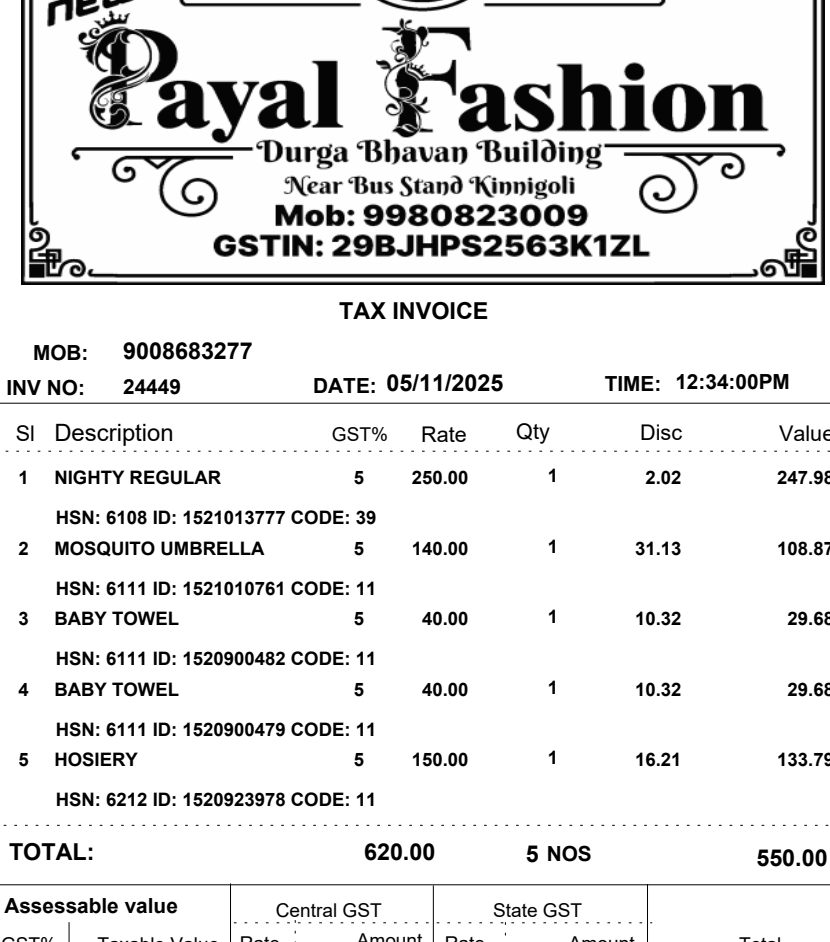 new
Payal Fashion
Durga Bhavan Building
Near Bus Stand Kinnigoli
Mob: 9980823009
GSTIN: 29BJHPS2563K1ZL
TAX INVOICE
MOB: 9008683277
INV NO: 24449 DATE: 05/11/2025 TIME: 12:34:00PM
Sl Description GST% Rate Qty Disc Value
1 NIGHTY REGULAR 5 250.00 1 2.02 247.98
HSN: 6108 ID: 1521013777 CODE: 39
2 MOSQUITO UMBRELLA 5 140.00 1 31.13 108.87
HSN: 6111 ID: 1521010761 CODE: 11
3 BABY TOWEL 5 40.00 1 10.32 29.68
HSN: 6111 ID: 1520900482 CODE: 11
4 BABY TOWEL 5 40.00 1 10.32 29.68
HSN: 6111 ID: 1520900479 CODE: 11
5 HOSIERY 5 150.00 1 16.21 133.79
HSN: 6212 ID: 1520923978 CODE: 11
TOTAL: 620.00 5 NOS 550.00
Assessable value Central GST State GST
GST% Taxable Value Rate Amount Rate Amount Total